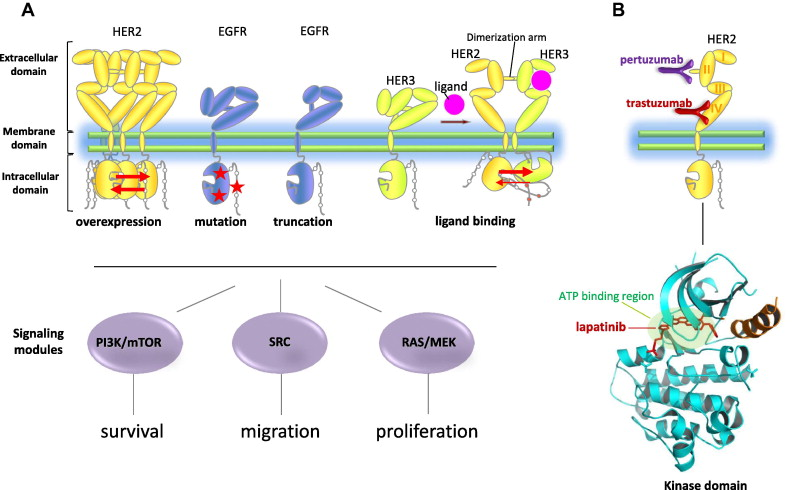 A
HER2
EGFR
EGFR
Dimerization arm
HER2
HER3
HER3
ligand
Extracellular
domain
Membrane
domain
Intracellular
domain
overexpression
mutation
truncation
ligand binding
Signaling
modules
PI3K/mTOR
SRC
RAS/MEK
survival
migration
proliferation
B
HER2
pertuzumab
I
II
III
trastuzumab
IV
ATP binding region
lapatinib
Kinase domain